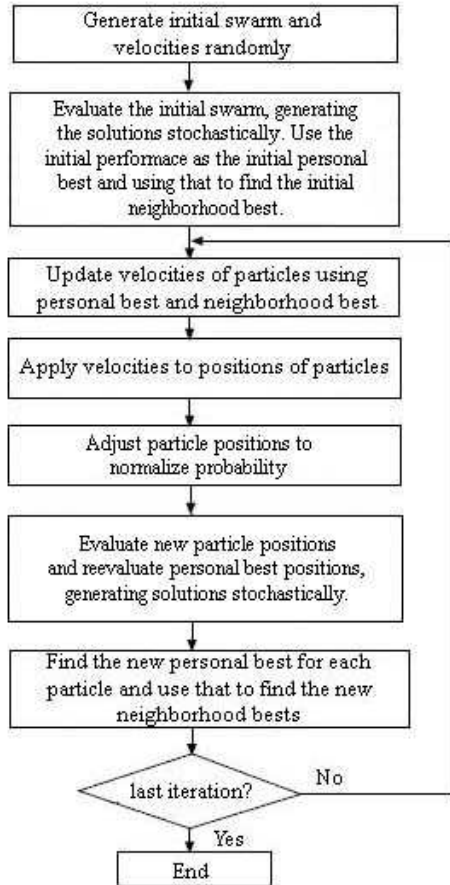 Generate initial swarm and
velocities randomly
Evaluate the initial swarm, generating
the solutions stochastically. Use the
initial performace as the initial personal
best and using that to find the initial
neighborhood best.
Update velocities of particles using
personal best and neighborhood best
Apply velocities to positions of particles
Adjust particle positions to
normalize probability
Evaluate new particle positions
and reevaluate personal best positions,
generating solutions stochastically.
Find the new personal best for each
particle and use that to find the new
neighborhood bests
last iteration?
No
Yes
End